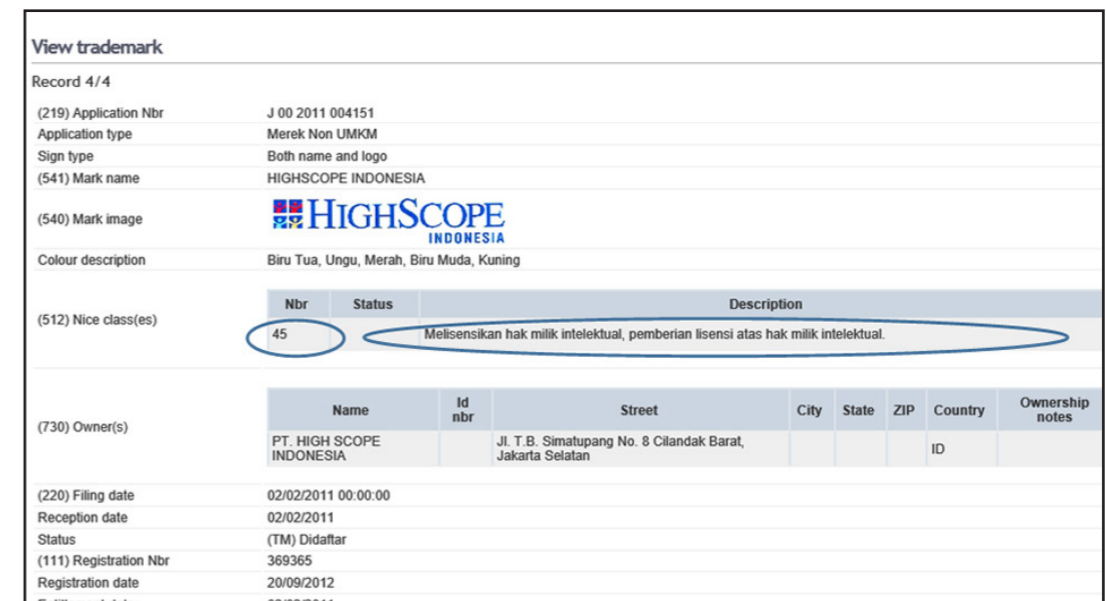 View trademark
Record 4/4
(219) Application Nbr J 00 2011 004151
Application type Merek Non UMKM
Sign type Both name and logo
(541) Mark name HIGHSCOPE INDONESIA
(540) Mark image HIGHSCOPE
INDONESIA
Colour description Biru Tua, Ungu, Merah, Biru Muda, Kuning
(512) Nice class(es)
Nbr Status Description
45 Melisensikan hak milik intelektual, pemberian lisensi atas hak milik intelektual.
(730) Owner(s)
Name Id nbr Street City State ZIP Country Ownership notes
PT. HIGH SCOPE INDONESIA Jl. T.B. Simatupang No. 8 Cilandak Barat, Jakarta Selatan ID
(220) Filing date 02/02/2011 00:00:00
Reception date 02/02/2011
Status (TM) Didaftar
(111) Registration Nbr 369365
Registration date 20/09/2012